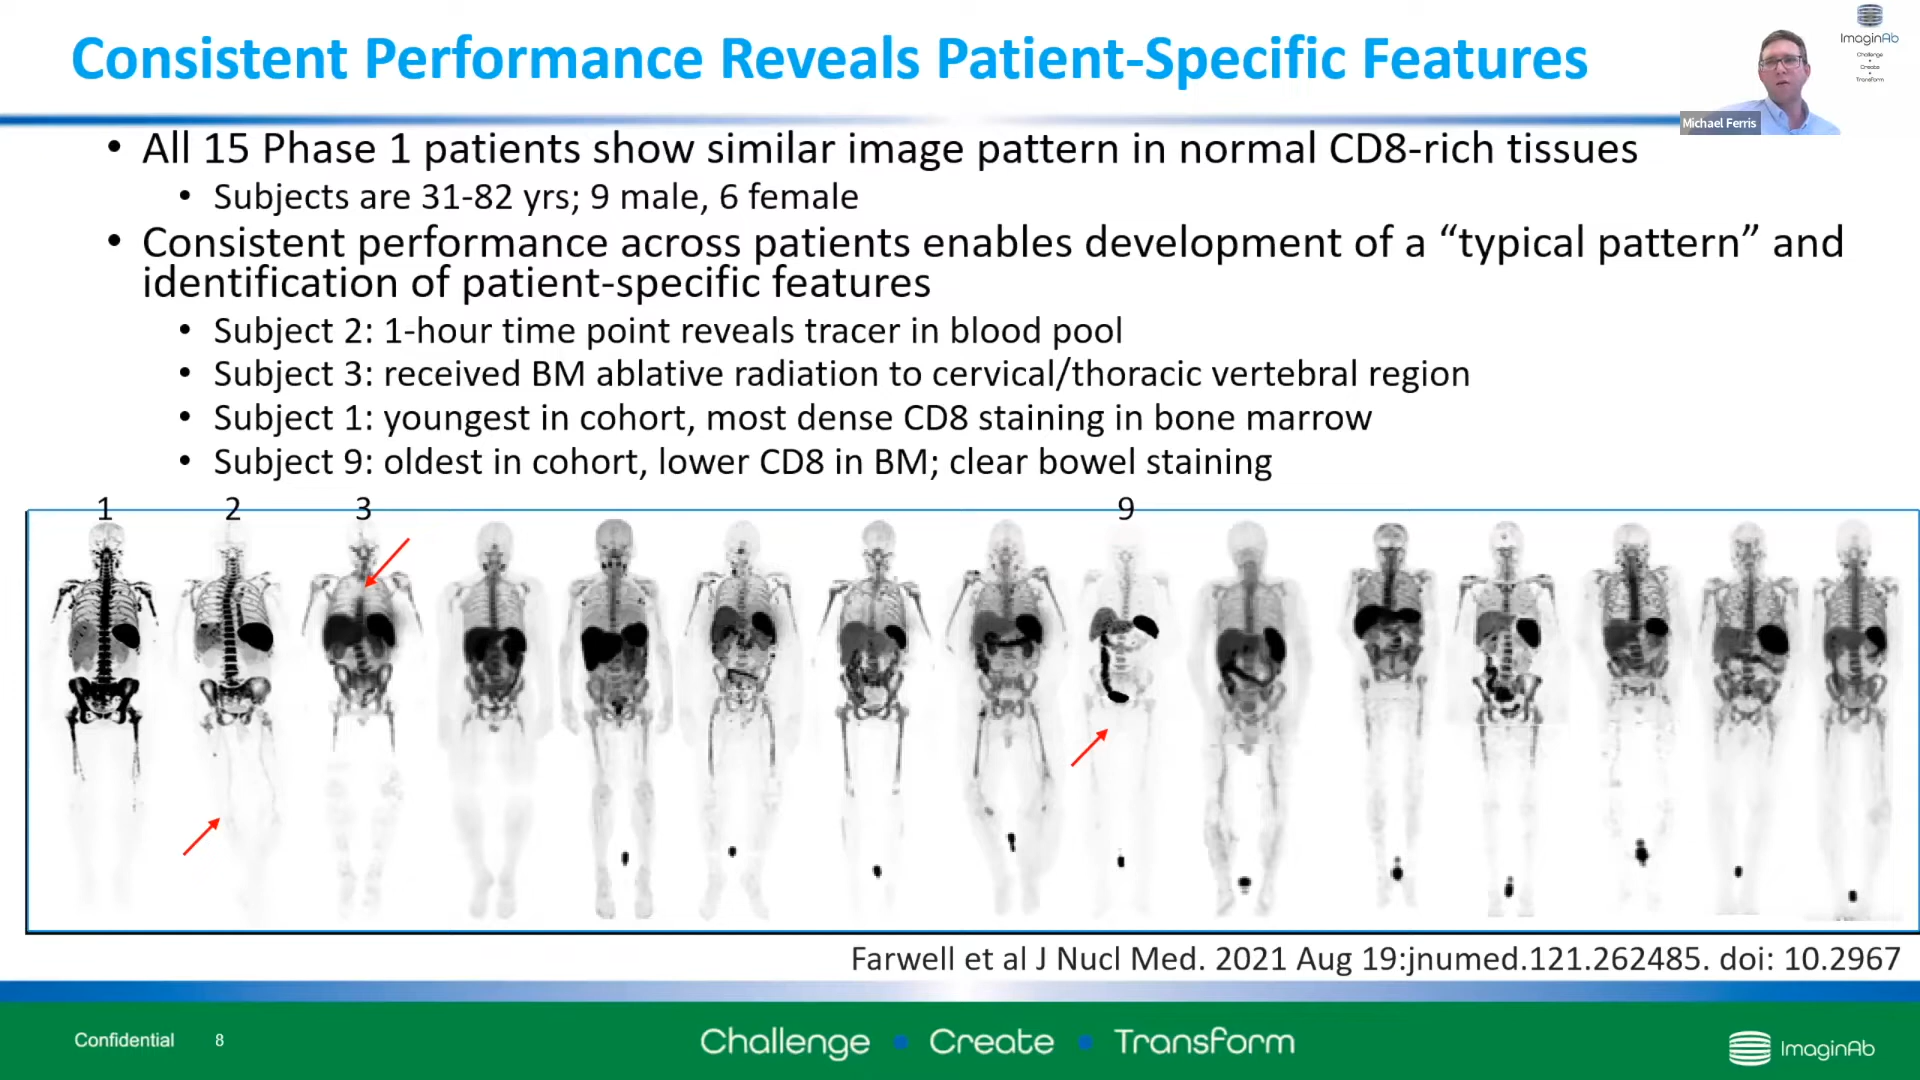 Consistent Performance Reveals Patient-Specific Features
ImaginAb
Challenge
Create
Transform
Michael Ferris
• All 15 Phase 1 patients show similar image pattern in normal CD8-rich tissues
• Subjects are 31-82 yrs; 9 male, 6 female
• Consistent performance across patients enables development of a “typical pattern” and
identification of patient-specific features
• Subject 2: 1-hour time point reveals tracer in blood pool
• Subject 3: received BM ablative radiation to cervical/thoracic vertebral region
• Subject 1: youngest in cohort, most dense CD8 staining in bone marrow
• Subject 9: oldest in cohort, lower CD8 in BM; clear bowel staining
1 2 3 9
Farwell et al J Nucl Med. 2021 Aug 19:jnumed.121.262485. doi: 10.2967
Confidential 8
Challenge • Create • Transform
ImaginAb